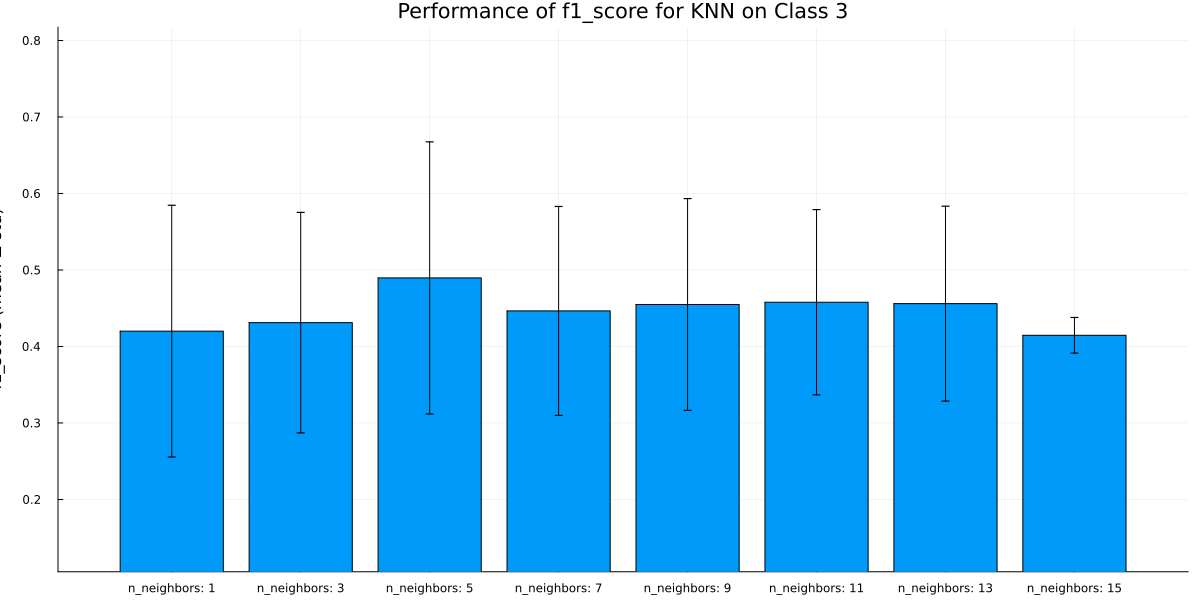 Performance of f1_score for KNN on Class 3
0.8
0.7
0.6
0.5
0.4
0.3
0.2
n_neighbors: 1
n_neighbors: 3
n_neighbors: 5
n_neighbors: 7
n_neighbors: 9
n_neighbors: 11
n_neighbors: 13
n_neighbors: 15